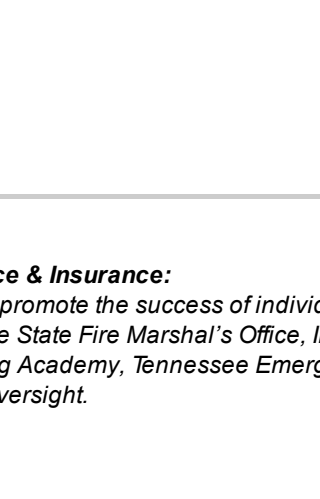 ce & Insurance:
promote the success of individ
e State Fire Marshal's Office, I
g Academy, Tennessee Emerg
versight.